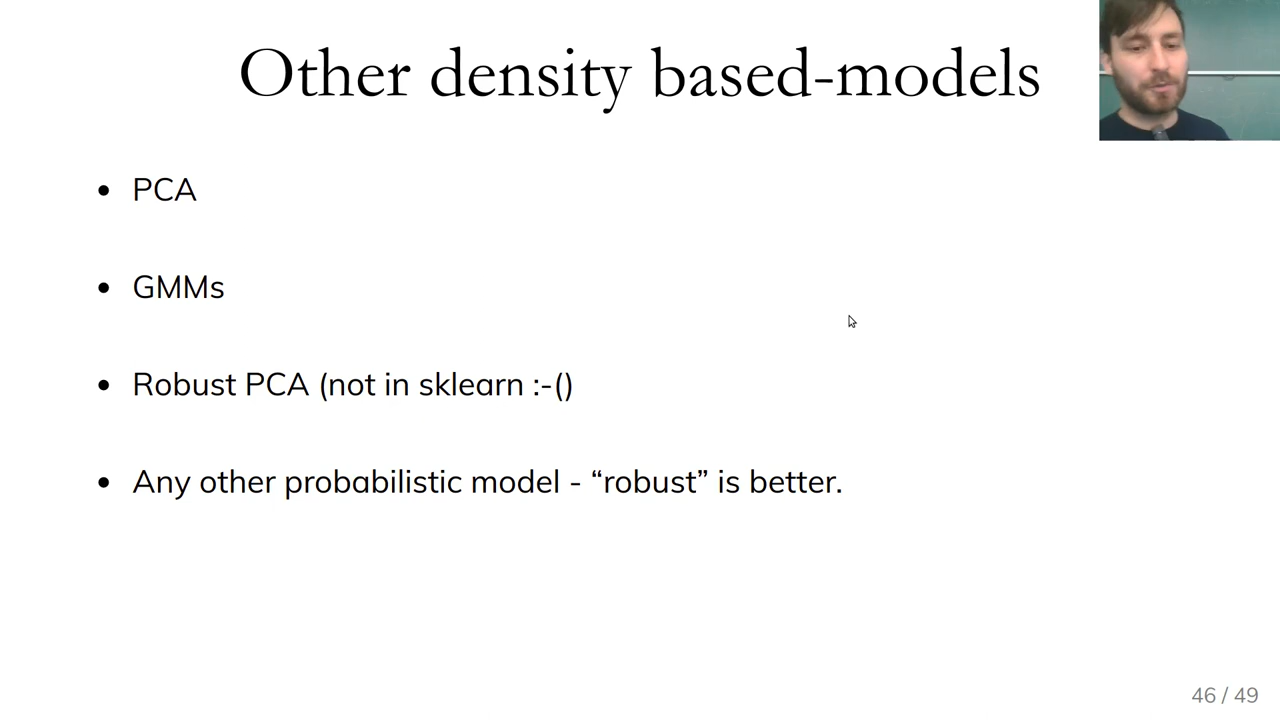 Other density based-models
• PCA
• GMMs
• Robust PCA (not in sklearn :-()
• Any other probabilistic model - “robust” is better.
46 / 49